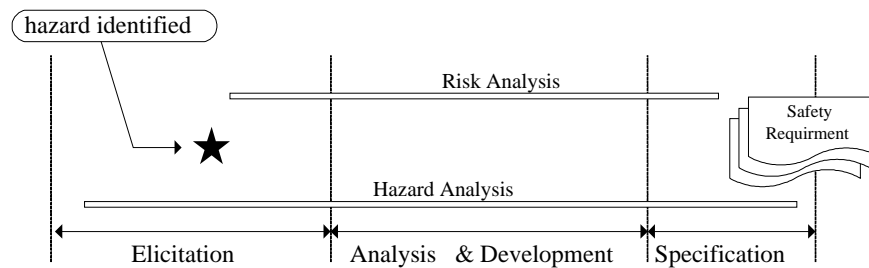 hazard identified
Risk Analysis
Safety
Requirment
Hazard Analysis
Elicitation
Analysis & Development
Specification